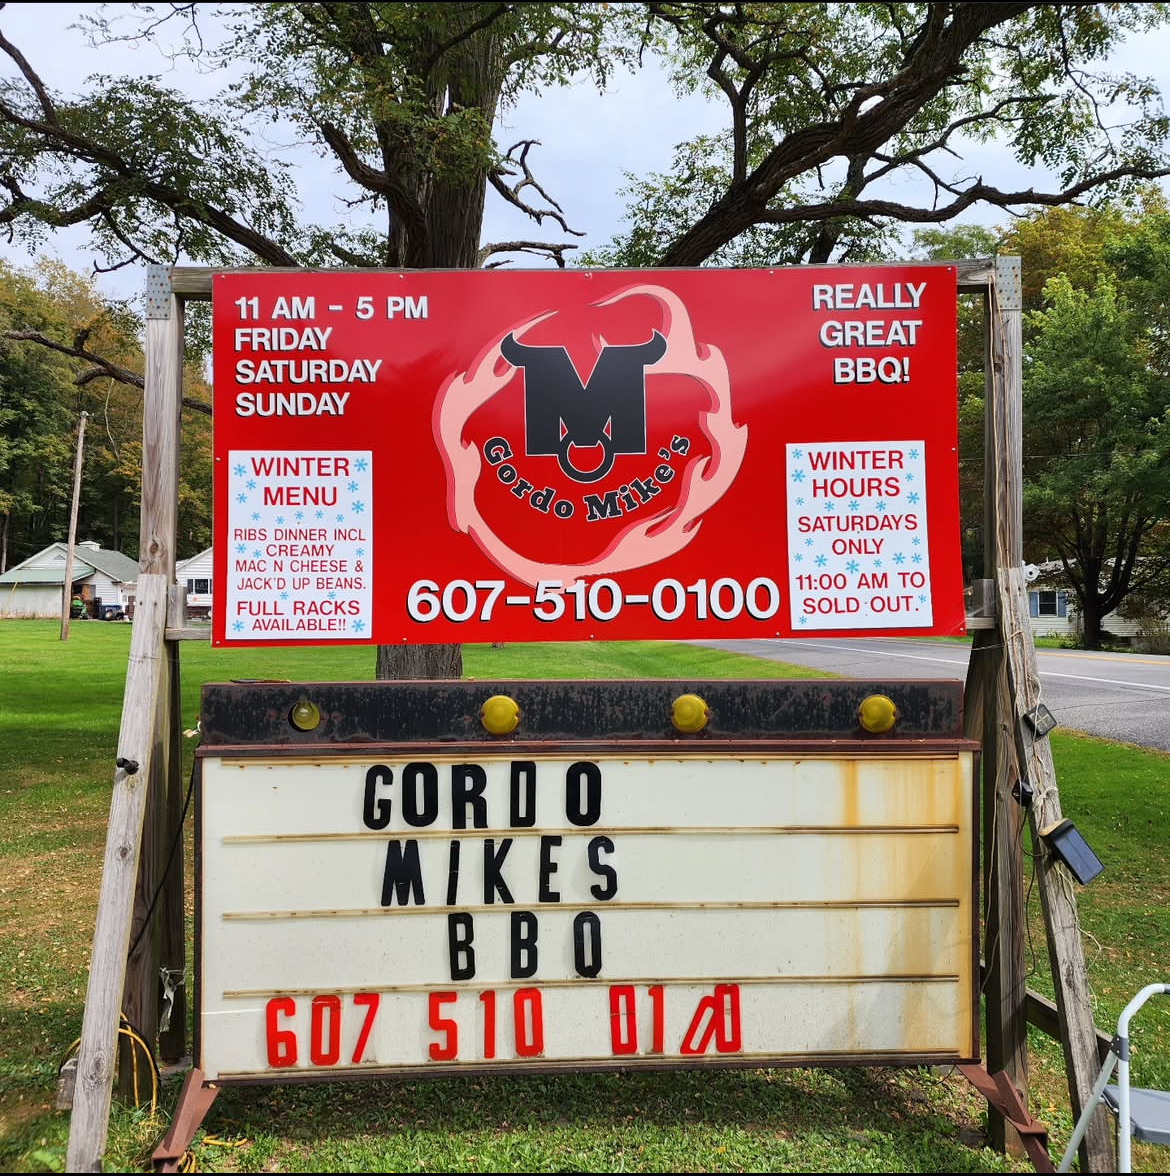 11 AM - 5 PM
FRIDAY
SATURDAY
SUNDAY
REALLY
GREAT
BBQ!
M
Gordo Mike's
WINTER
MENU
RIBS DINNER INCL
CREAMY
MAC N CHEESE &
JACK'D UP BEANS.
FULL RACKS
AVAILABLE!!
WINTER
HOURS
SATURDAYS
ONLY
11:00 AM TO
SOLD OUT.
607-510-0100
GORDO
MIKES
BBQ
607 510 0100